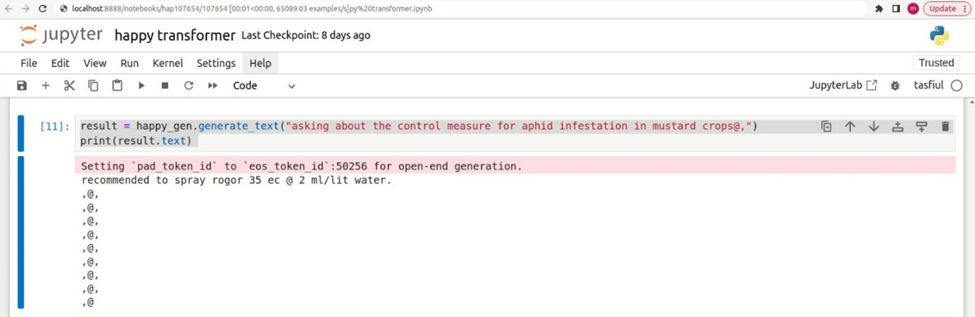 localhost:8888/notebooks/hap107654/107654 [00:01<00:00, 65089.03 examples/s]py%20transformer.ipynb
Update
jupyter happy transformer Last Checkpoint: 8 days ago
File Edit View Run Kernel Settings Help Trusted
Code JupyterLab tasfiul
[11]: result = happy_gen.generate_text("asking about the control measure for aphid infestation in mustard crops@,")
print(result.text)
Setting `pad_token_id` to `eos_token_id`:50256 for open-end generation.
recommended to spray rogor 35 ec @ 2 ml/lit water.
,@,
,@,
,@,
,@,
,@,
,@,
,@,
,@,
,@